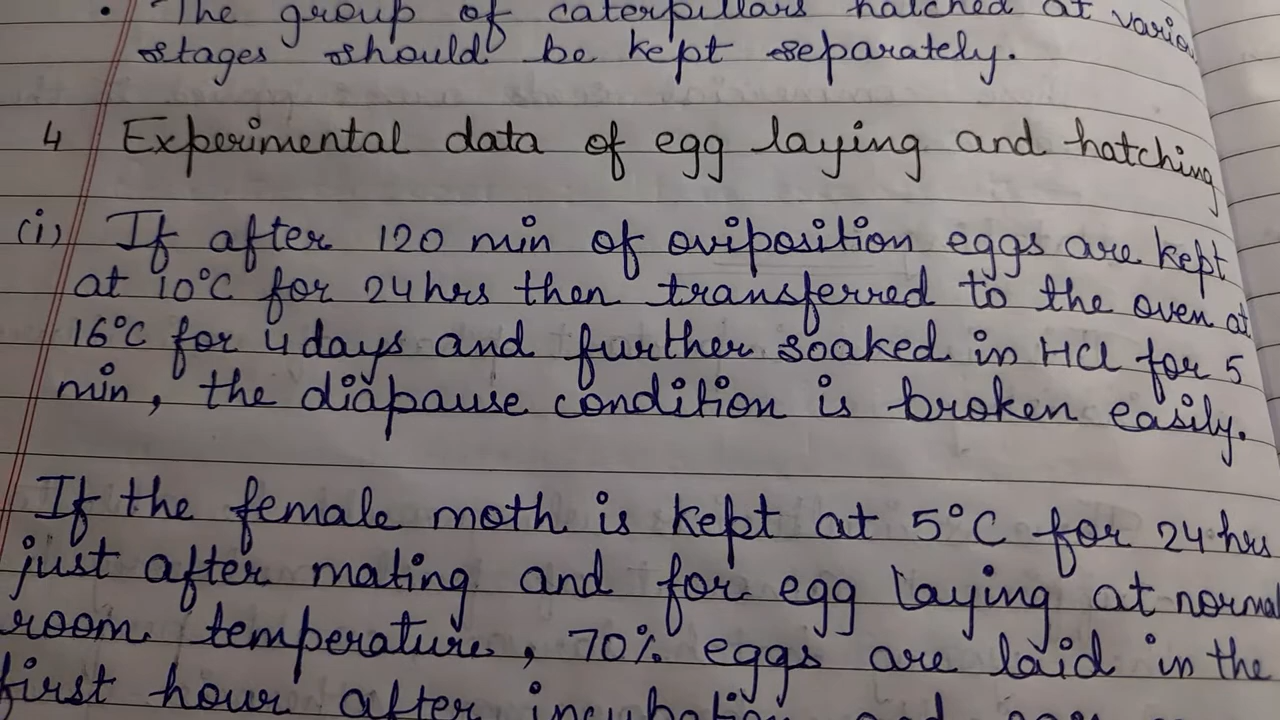 • The group of caterpillars hatched at
stages should be kept separately.
4 Experimental data of egg laying and hatching
(i) If after 120 min of oviposition eggs are kept
at 10°C for 24hrs then transferred to the oven at
16°C for 4 days and further soaked in HCl for 5
min, the diapause condition is broken easily.
If the female moth is kept at 5°C for 24 hrs
just after mating and for egg laying at normal
room temperature, 70% eggs are laid in the
first hour after incubation and